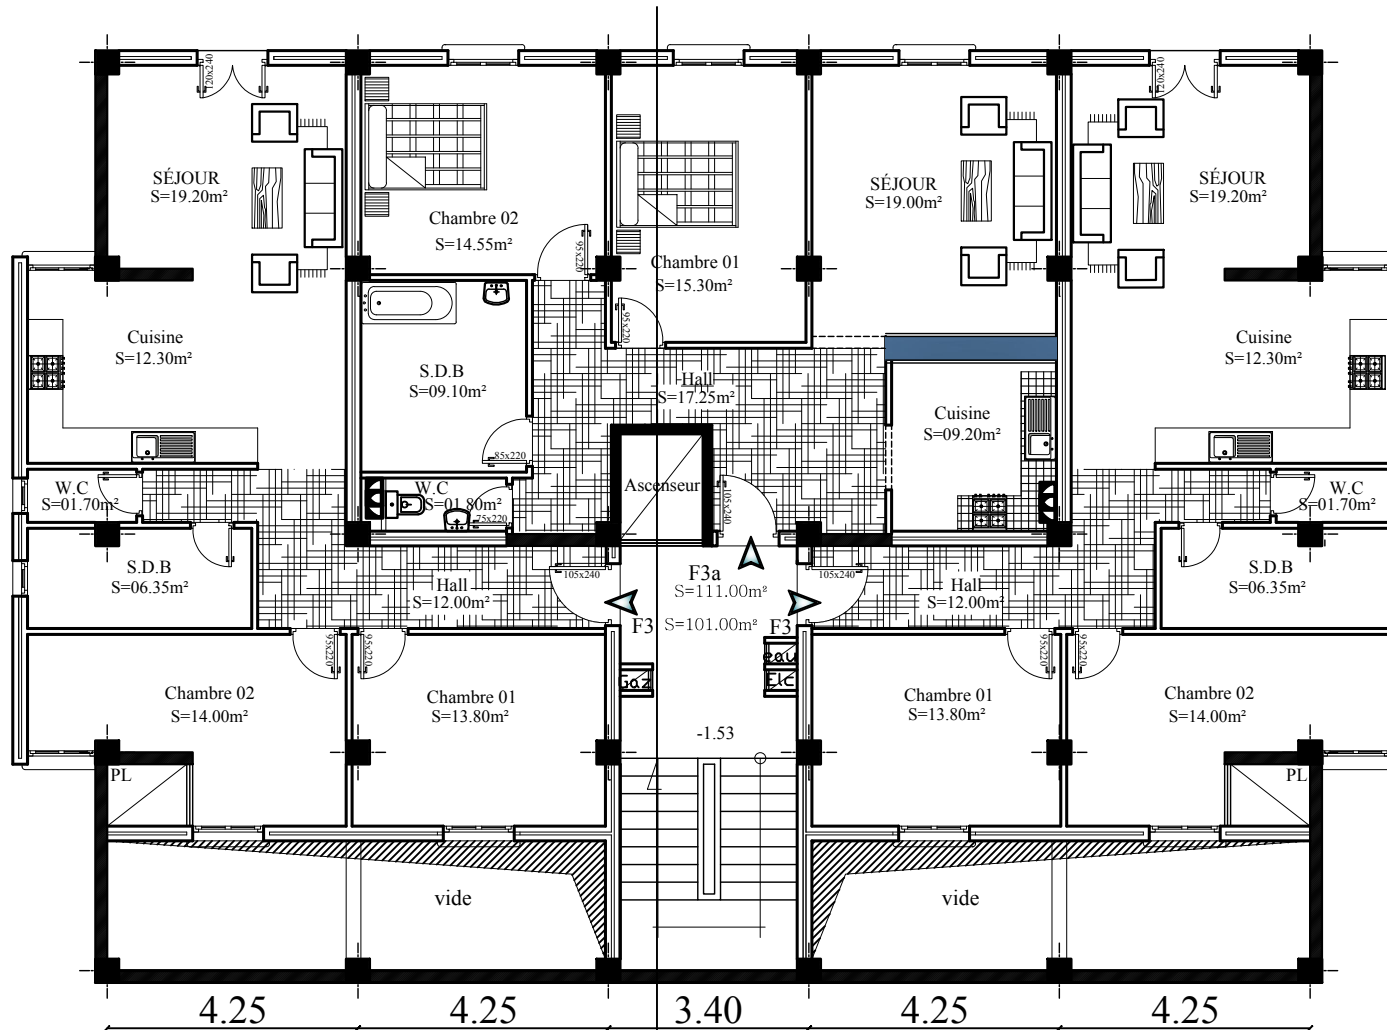 120x240
120x240
SÉJOUR
S=19.20m²
Chambre 02
S=14.55m²
95x220
Chambre 01
S=15.30m²
95x220
SÉJOUR
S=19.00m²
SÉJOUR
S=19.20m²
Cuisine
S=12.30m²
S.D.B
S=09.10m²
85x220
Hall
S=17.25m²
Cuisine
S=09.20m²
Cuisine
S=12.30m²
W.C
S=01.70m²
W.C
S=01.80m²
75x220
Ascenseur
105x240
W.C
S=01.70m²
S.D.B
S=06.35m²
Hall
S=12.00m²
105x240
F3a
S=111.00m²
F3
S=101.00m²
F3
105x240
Hall
S=12.00m²
S.D.B
S=06.35m²
95x220
95x220
95x220
95x220
eau
Gaz
Elc
Chambre 02
S=14.00m²
Chambre 01
S=13.80m²
Chambre 01
S=13.80m²
Chambre 02
S=14.00m²
-1.53
PL
PL
vide
vide
4.25
4.25
3.40
4.25
4.25